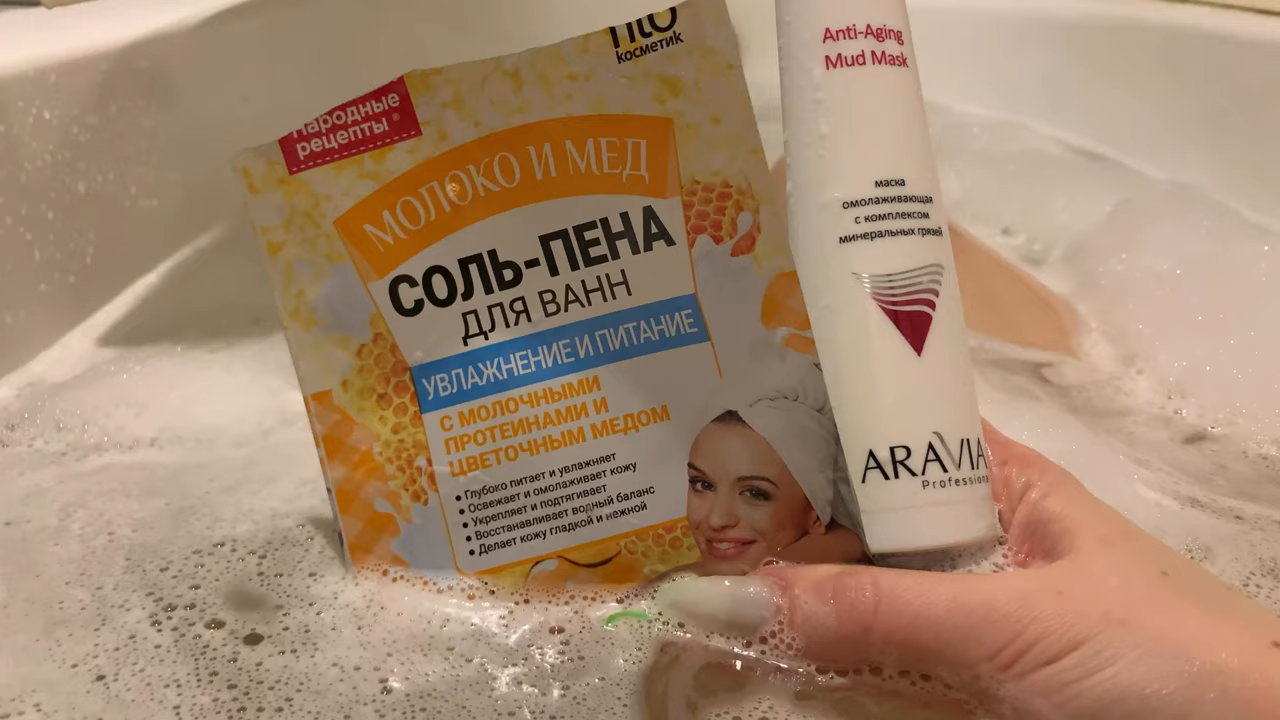 fito
косметик
Народные
рецепты®
МОЛОКО И МЕД
СОЛЬ-ПЕНА
ДЛЯ ВАНН
УВЛАЖНЕНИЕ И ПИТАНИЕ
С МОЛОЧНЫМИ
ПРОТЕИНАМИ И
ЦВЕТОЧНЫМ МЕДОМ
• Глубоко питает и увлажняет
• Освежает и омолаживает кожу
• Укрепляет и подтягивает
• Восстанавливает водный баланс
• Делает кожу гладкой и нежной
Anti-Aging
Mud Mask
маска
омолаживающая
с комплексом
минеральных грязей
ARAVIA
Professional